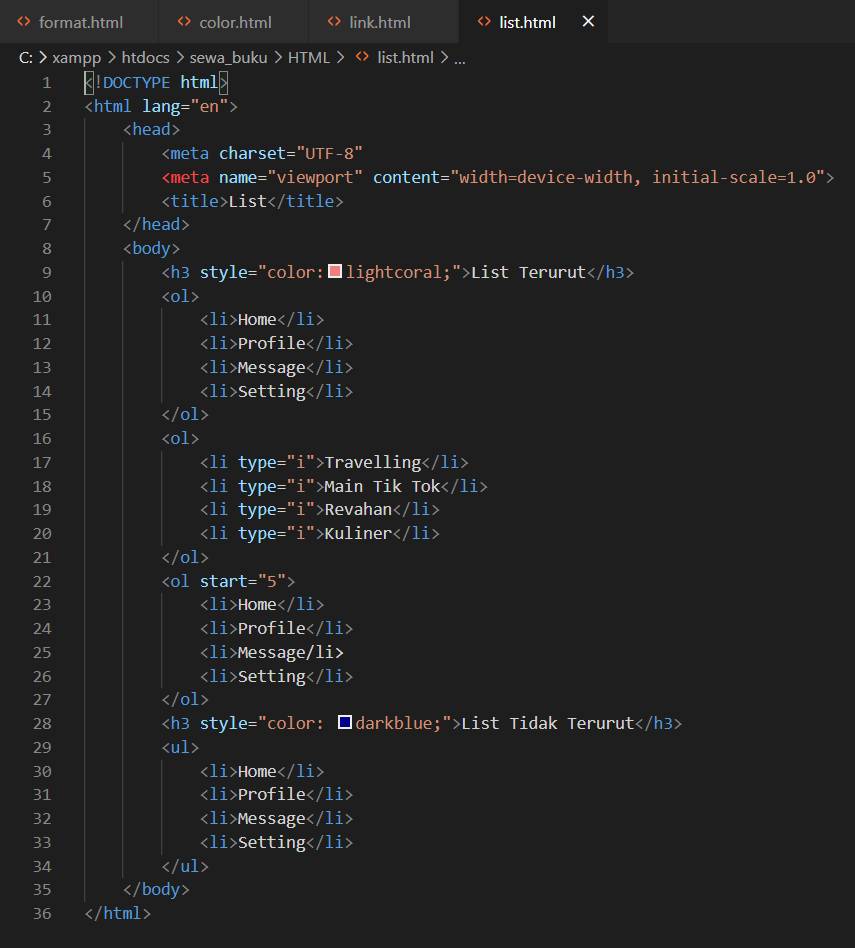 format.html color.html link.html list.html
C: > xampp > htdocs > sewa_buku > HTML > list.html > ...
1 <!DOCTYPE html>
2 <html lang="en">
3 <head>
4 <meta charset="UTF-8"
5 <meta name="viewport" content="width=device-width, initial-scale=1.0">
6 <title>List</title>
7 </head>
8 <body>
9 <h3 style="color:lightcoral;">List Terurut</h3>
10 <ol>
11 <li>Home</li>
12 <li>Profile</li>
13 <li>Message</li>
14 <li>Setting</li>
15 </ol>
16 <ol>
17 <li type="i">Travelling</li>
18 <li type="i">Main Tik Tok</li>
19 <li type="i">Revahan</li>
20 <li type="i">Kuliner</li>
21 </ol>
22 <ol start="5">
23 <li>Home</li>
24 <li>Profile</li>
25 <li>Message/li>
26 <li>Setting</li>
27 </ol>
28 <h3 style="color: darkblue;">List Tidak Terurut</h3>
29 <ul>
30 <li>Home</li>
31 <li>Profile</li>
32 <li>Message</li>
33 <li>Setting</li>
34 </ul>
35 </body>
36 </html>